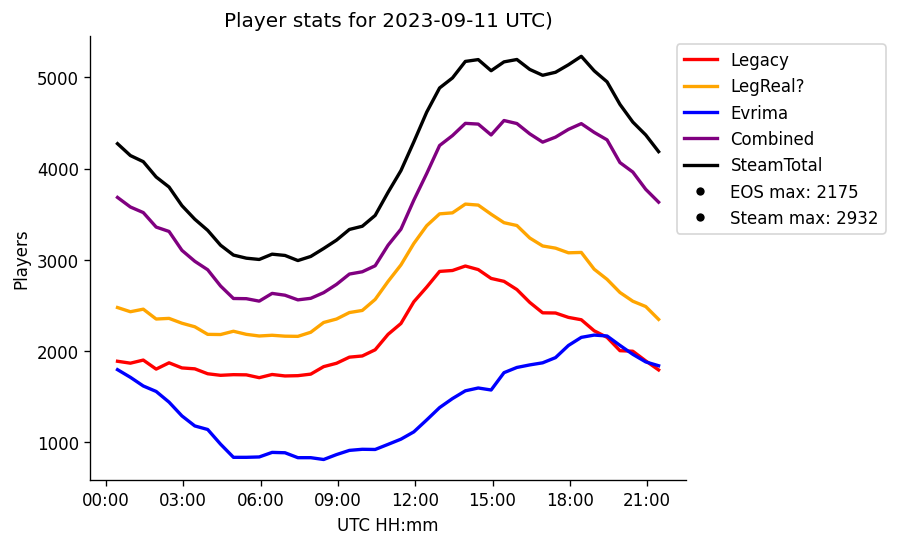 Player stats for 2023-09-11 UTC)
Players
5000
4000
3000
2000
1000
00:00 03:00 06:00 09:00 12:00 15:00 18:00 21:00
UTC HH:mm
Legacy
LegReal?
Evrima
Combined
SteamTotal
EOS max: 2175
Steam max: 2932